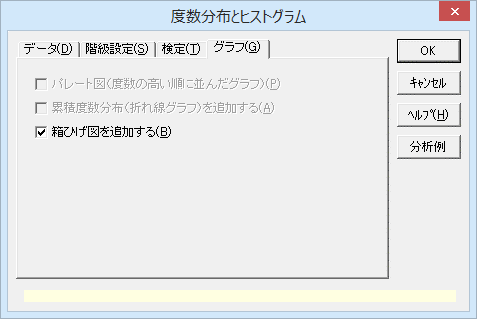 度数分布とヒストグラム
データ(D)
階級設定(S)
検定(T)
グラフ(G)
パレート図(度数の高い順に並んだグラフ)(P)
累積度数分布(折れ線グラフ)を追加する(A)
箱ひげ図を追加する(B)
OK
ｷｬﾝｾﾙ
ﾍﾙﾌﾟ(H)
分析例